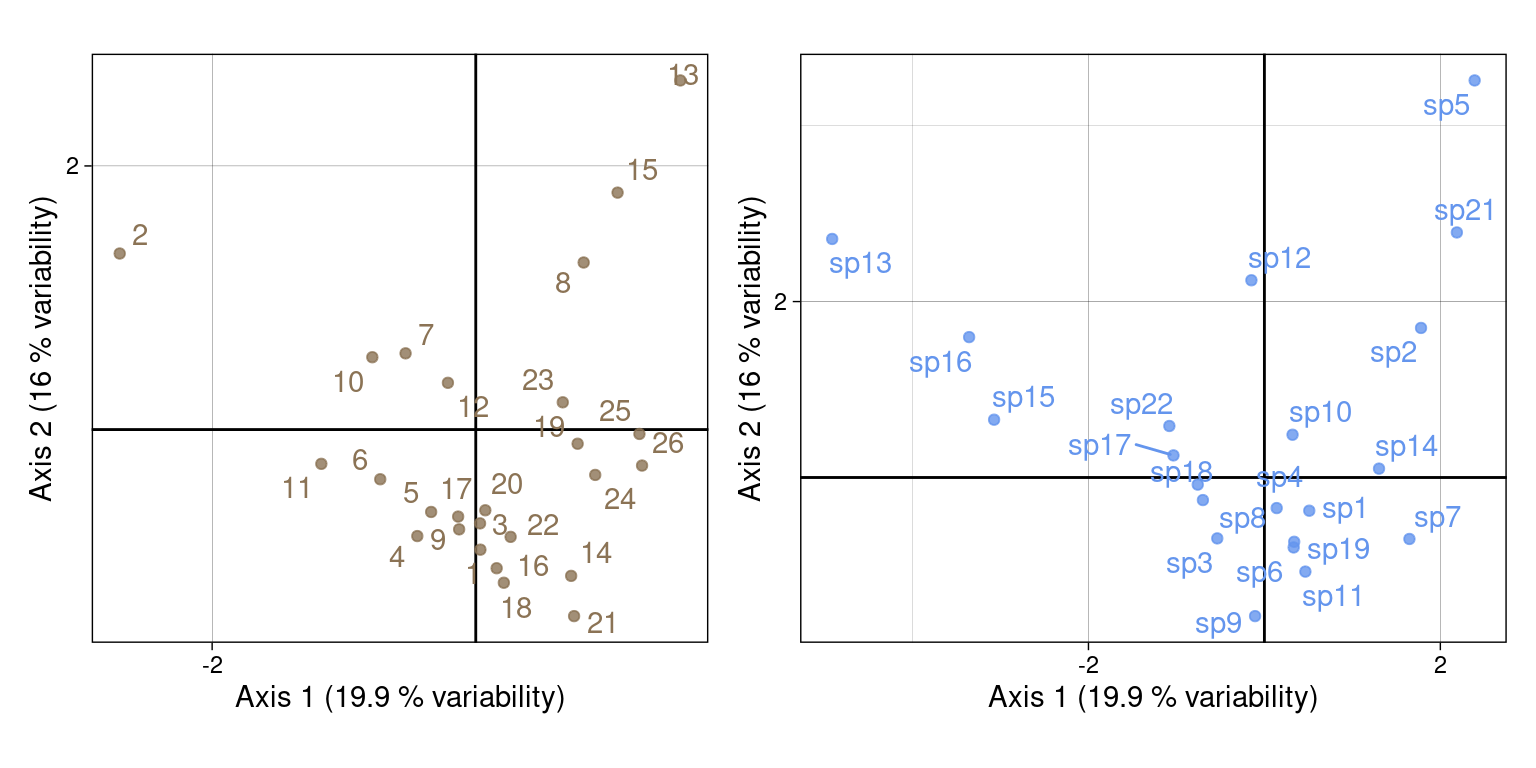 13
15
2
2
8
7
10
23
12
25
19
26
6
11
5
17
20
24
3
22
9
4
14
1
16
18
21
-2
Axis 1 (19.9 % variability)
Axis 2 (16 % variability)
sp5
sp21
sp12
sp13
2
sp2
sp16
sp15
sp22
sp10
sp17
sp14
sp18
sp4
sp8
sp1
sp7
sp19
sp3
sp6
sp11
sp9
-2
2
Axis 1 (19.9 % variability)
Axis 2 (16 % variability)